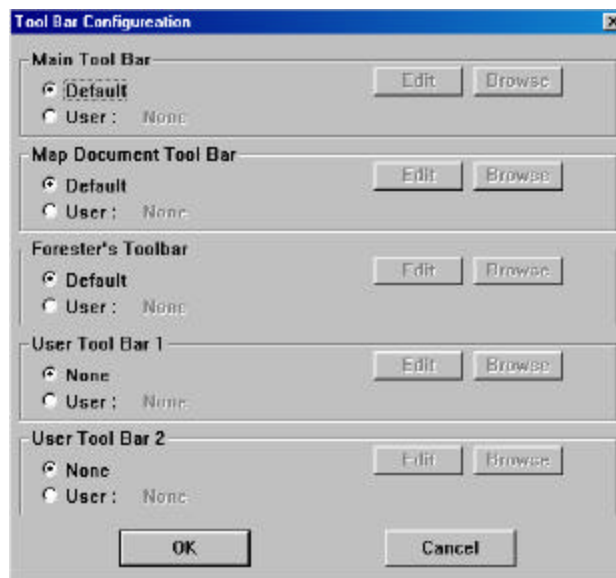 Tool Bar Configureation
Main Tool Bar
Default Edit Browse
User : None
Map Document Tool Bar
Default Edit Browse
User : None
Forester's Toolbar
Default Edit Browse
User : None
User Tool Bar 1
None Edit Browse
User : None
User Tool Bar 2
None Edit Browse
User : None
OK Cancel